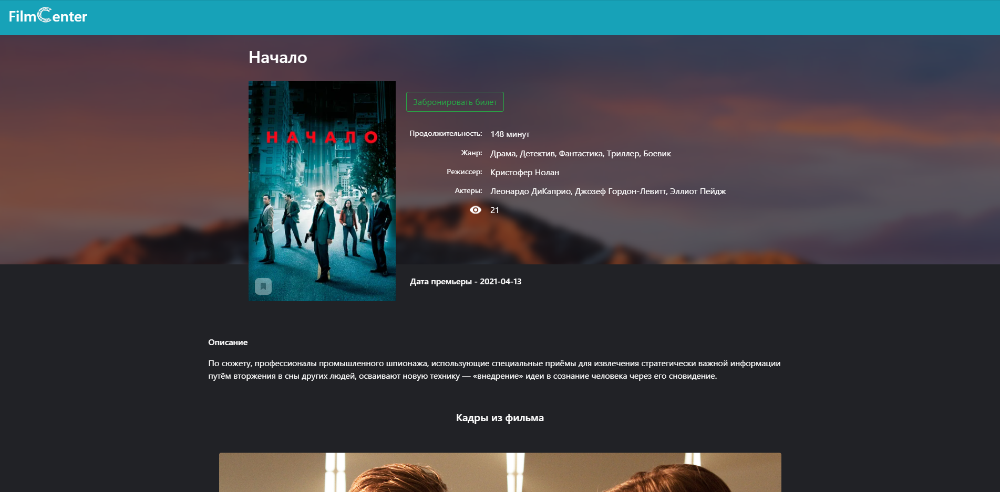 FilmCenter
Начало
НАЧАЛО
Забронировать билет
Продолжительность: 148 минут
Жанр: Драма, Детектив, Фантастика, Триллер, Боевик
Режиссер: Кристофер Нолан
Актеры: Леонардо ДиКаприо, Джозеф Гордон-Левитт, Эллиот Пейдж
21
Дата премьеры - 2021-04-13
Описание
По сюжету, профессионалы промышленного шпионажа, использующие специальные приёмы для извлечения стратегически важной информации
путём вторжения в сны других людей, осваивают новую технику — «внедрение» идеи в сознание человека через его сновидение.
Кадры из фильма